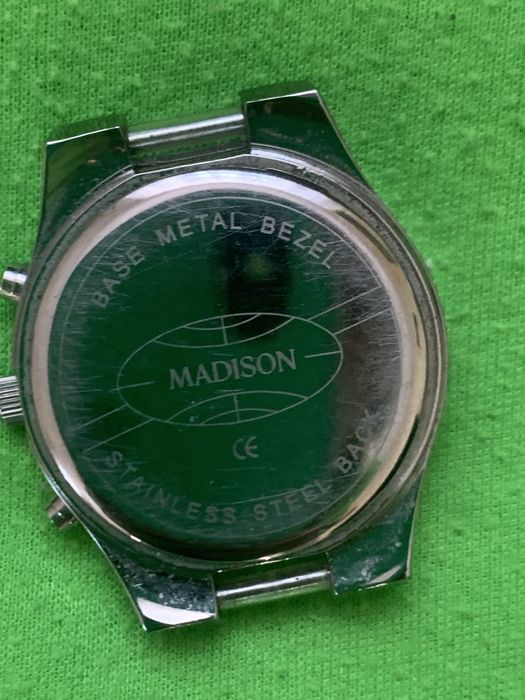 BASE METAL BEZEL
MADISON
CE
STAINLESS STEEL BACK